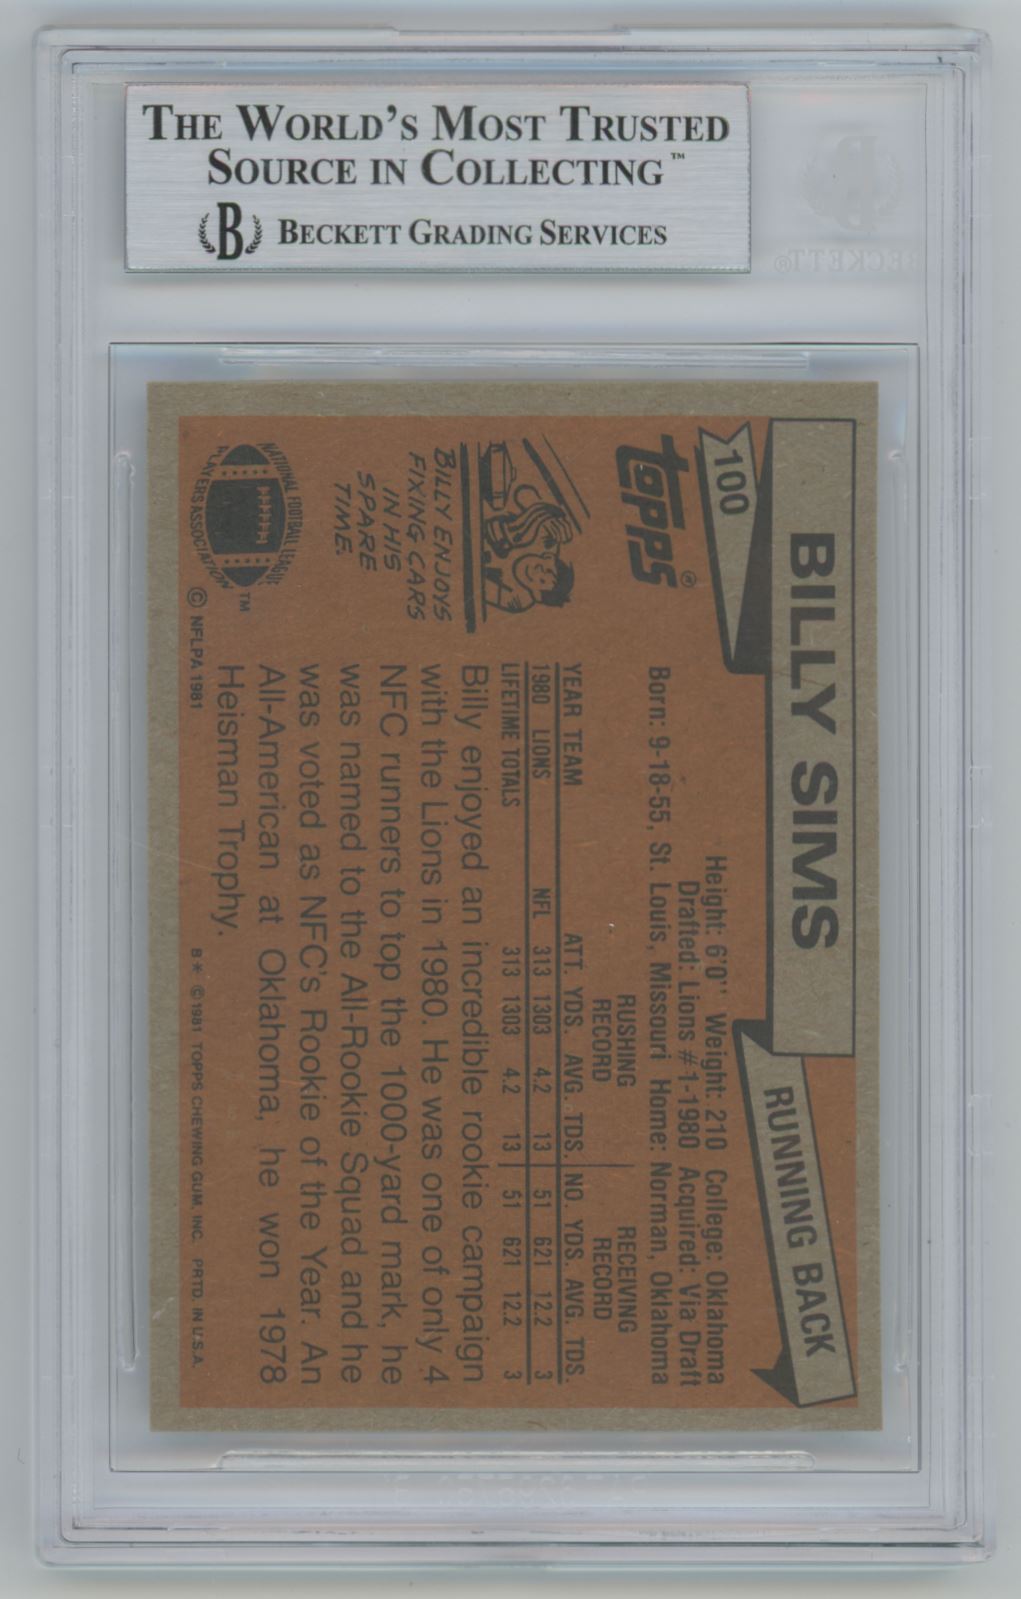 THE WORLD'S MOST TRUSTED
SOURCE IN COLLECTING™
B BECKETT GRADING SERVICES
BECKETT®
100
BILLY SIMS
RUNNING BACK
TOPPS®
Height: 6'0'' Weight: 210 College: Oklahoma
Drafted: Lions #1-1980 Acquired: Via Draft
Born: 9-18-55, St. Louis, Missouri Home: Norman, Oklahoma
RUSHING RECEIVING
RECORD RECORD
YEAR TEAM ATT. YDS. AVG. TDS. NO. YDS. AVG. TDS.
1980 LIONS NFL 313 1303 4.2 13 51 621 12.2 3
LIFETIME TOTALS 313 1303 4.2 13 51 621 12.2 3
BILLY ENJOYS
FIXING CARS
IN HIS
SPARE
TIME.
Billy enjoyed an incredible rookie campaign
with the Lions in 1980. He was one of only 4
NFC runners to top the 1000-yard mark, he
was named to the All-Rookie Squad and he
was voted as NFC's Rookie of the Year. An
All-American at Oklahoma, he won 1978
Heisman Trophy.
NATIONAL FOOTBALL LEAGUE
PLAYERS ASSOCIATION
TM
© NFLPA 1981
B* © 1981 TOPPS CHEWING GUM, INC. PRTD. IN U.S.A.